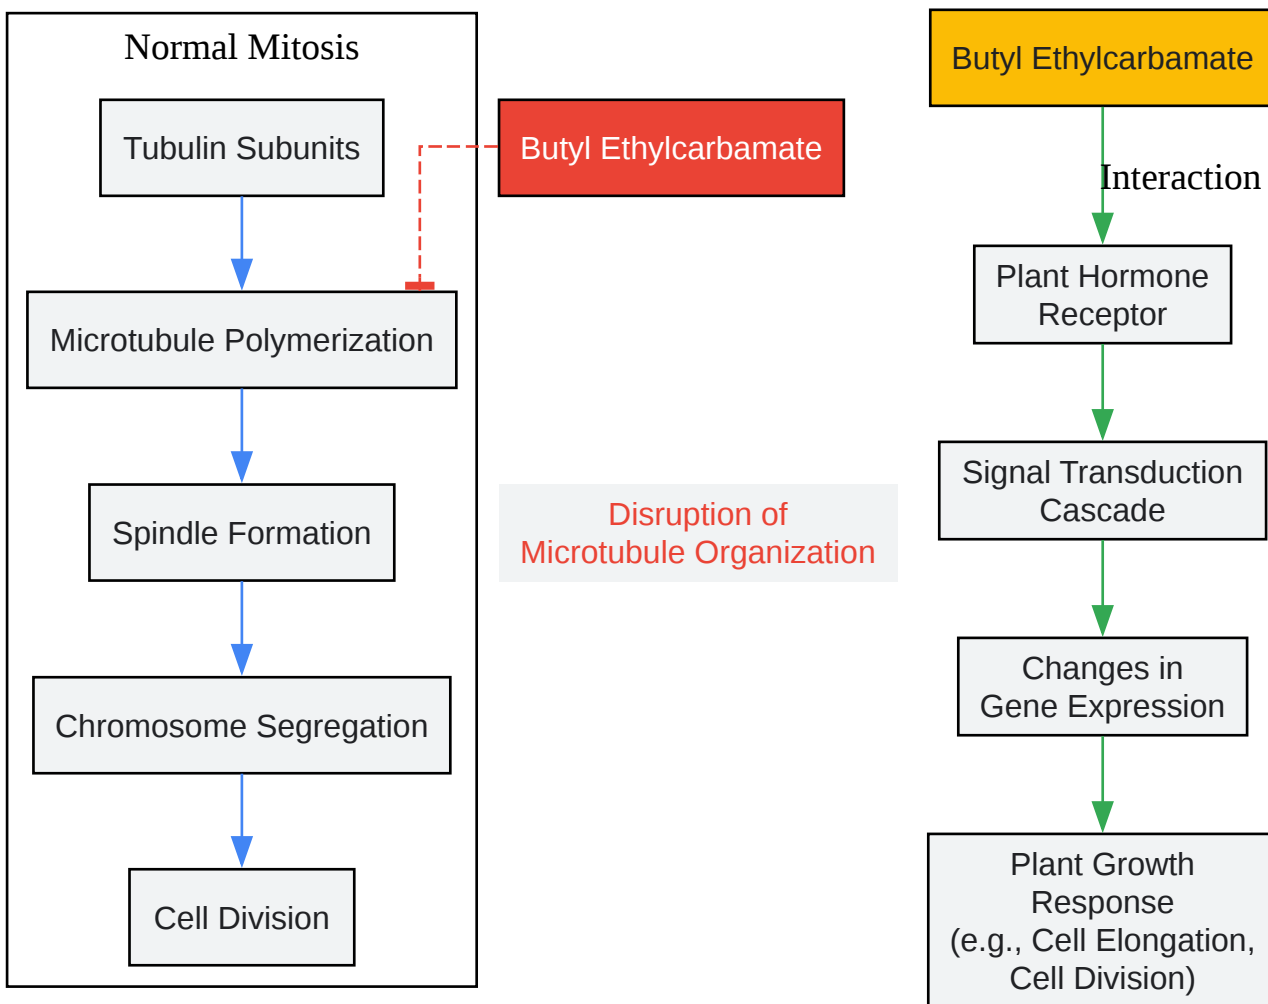 Normal Mitosis
Tubulin Subunits
Microtubule Polymerization
Spindle Formation
Chromosome Segregation
Cell Division
Butyl Ethylcarbamate
Disruption of
Microtubule Organization
Butyl Ethylcarbamate
Interaction
Plant Hormone
Receptor
Signal Transduction
Cascade
Changes in
Gene Expression
Plant Growth
Response
(e.g., Cell Elongation,
Cell Division)